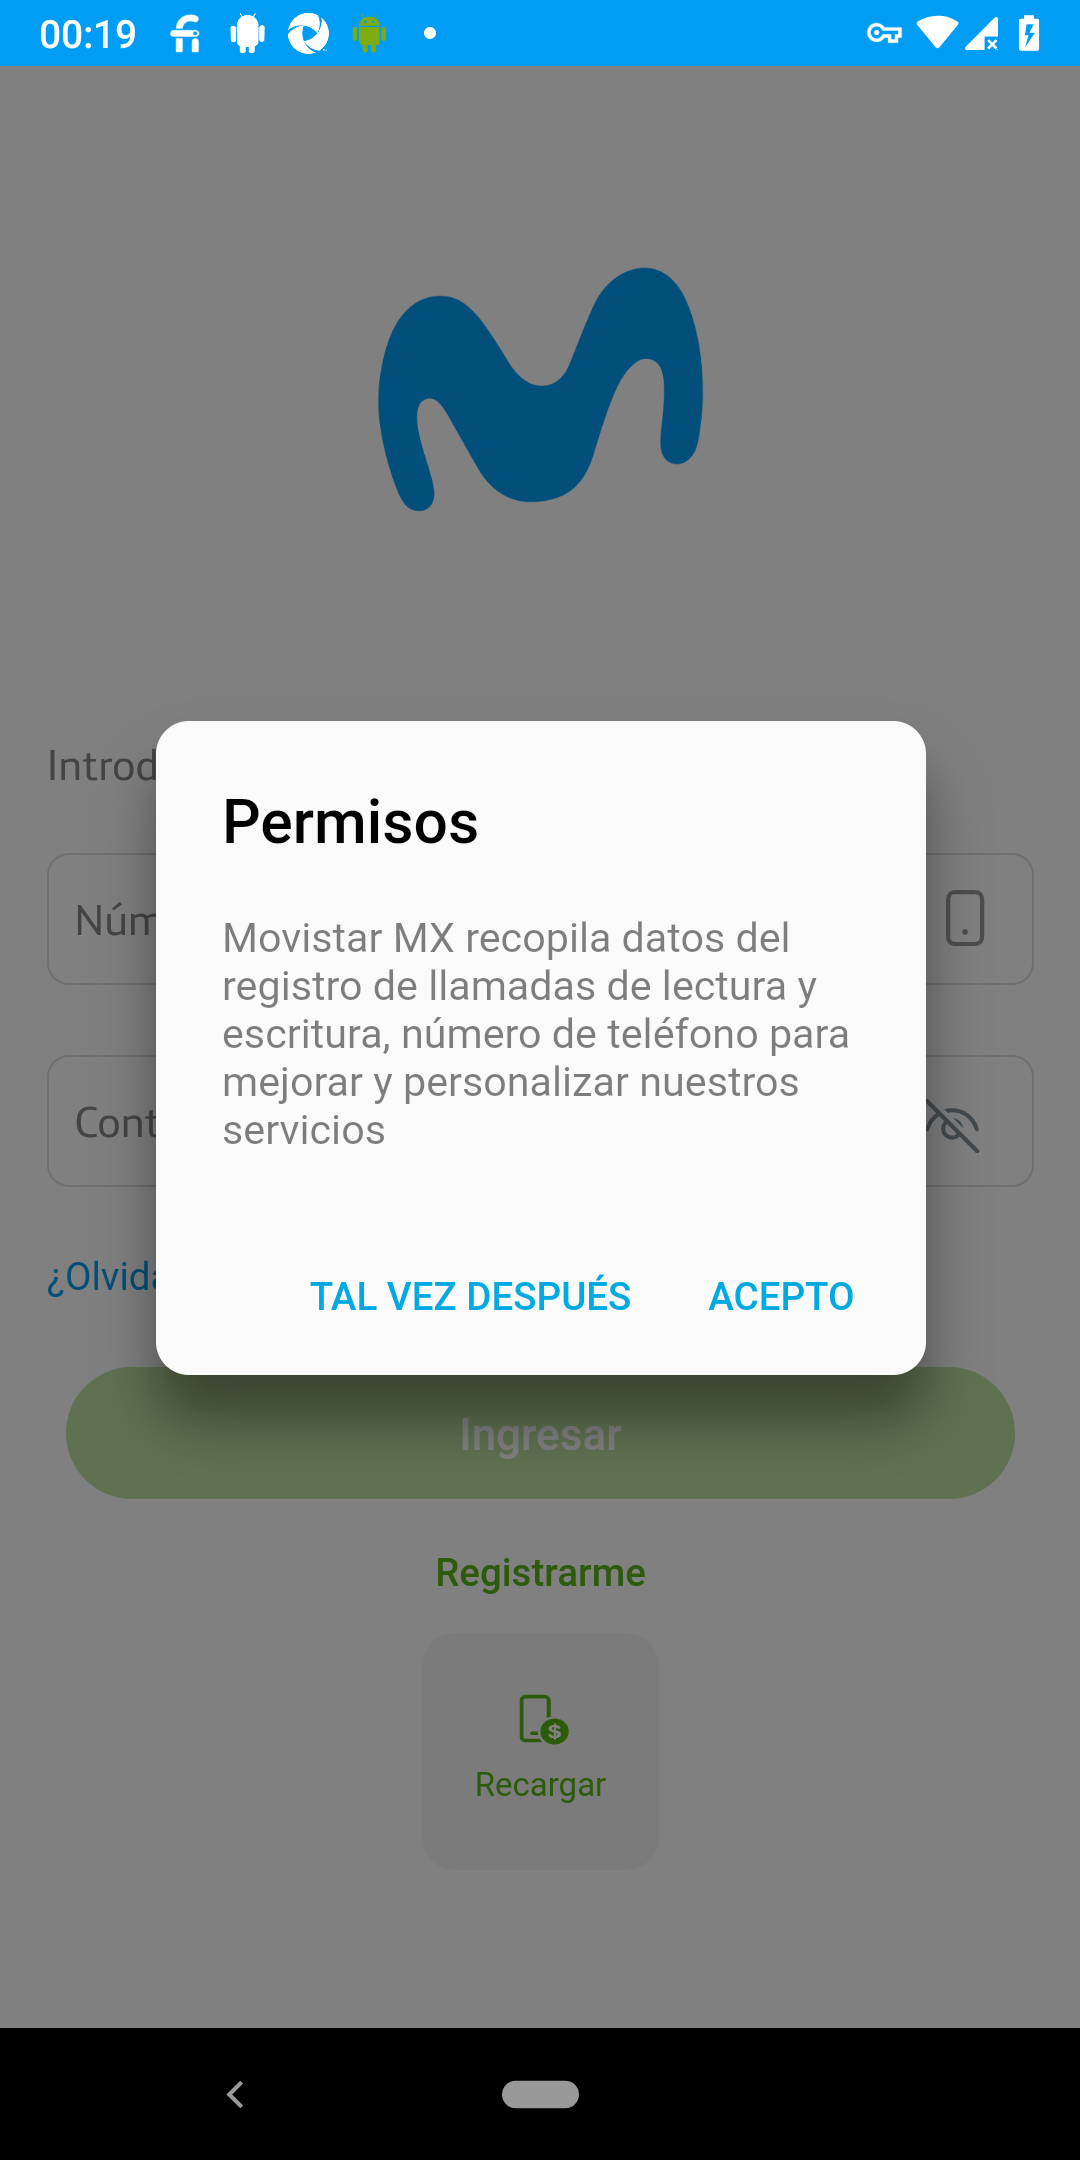 00:19
Introd
Permisos
Núm
Movistar MX recopila datos del
registro de llamadas de lectura y
escritura, número de teléfono para
mejorar y personalizar nuestros
servicios
Cont
¿Olvida
TAL VEZ DESPUÉS ACEPTO
Ingresar
Registrarme
Recargar